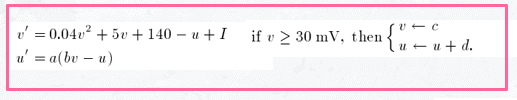 v′ = 0.04v² + 5v + 140 − u + I if v ≥ 30 mV, then { v ← c
u′ = a(bv − u) u ← u + d.